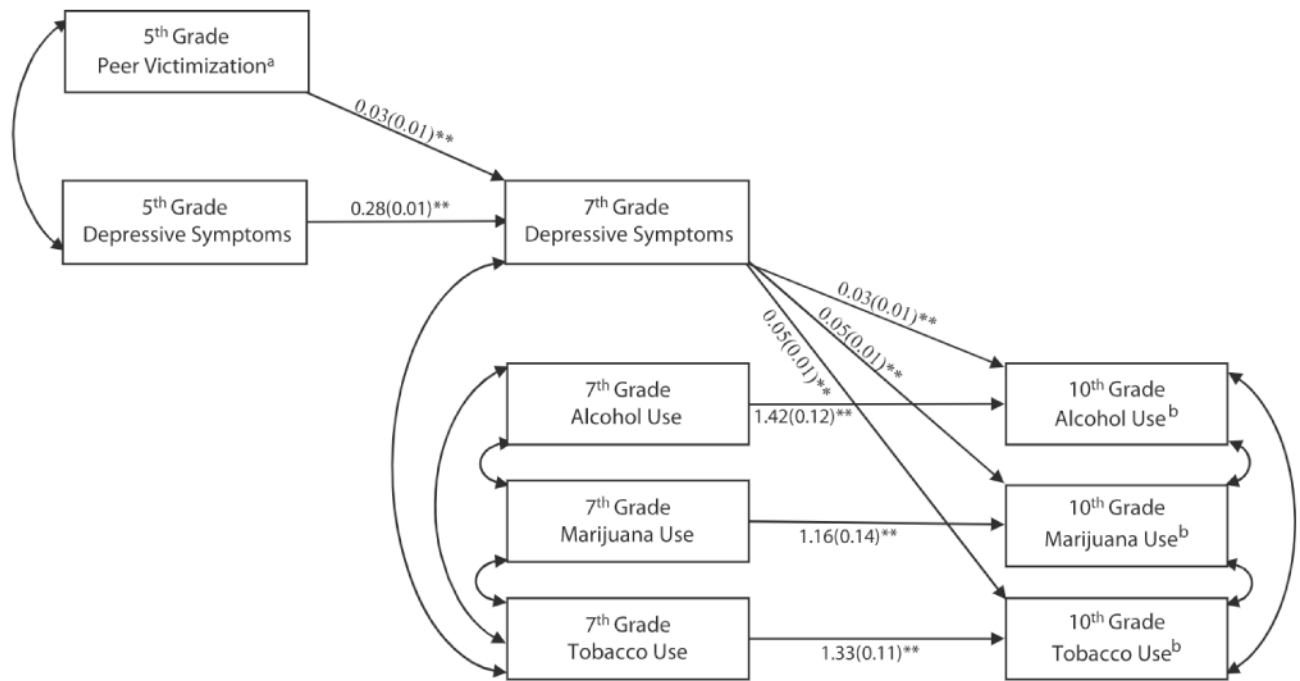 5th Grade
Peer Victimizationa
0.03(0.01)**
5th Grade
Depressive Symptoms
0.28(0.01)**
7th Grade
Depressive Symptoms
0.03(0.01)**
0.05(0.01)**
0.05(0.01)**
7th Grade
Alcohol Use
1.42(0.12)**
10th Grade
Alcohol Useb
7th Grade
Marijuana Use
1.16(0.14)**
10th Grade
Marijuana Useb
7th Grade
Tobacco Use
1.33(0.11)**
10th Grade
Tobacco Useb